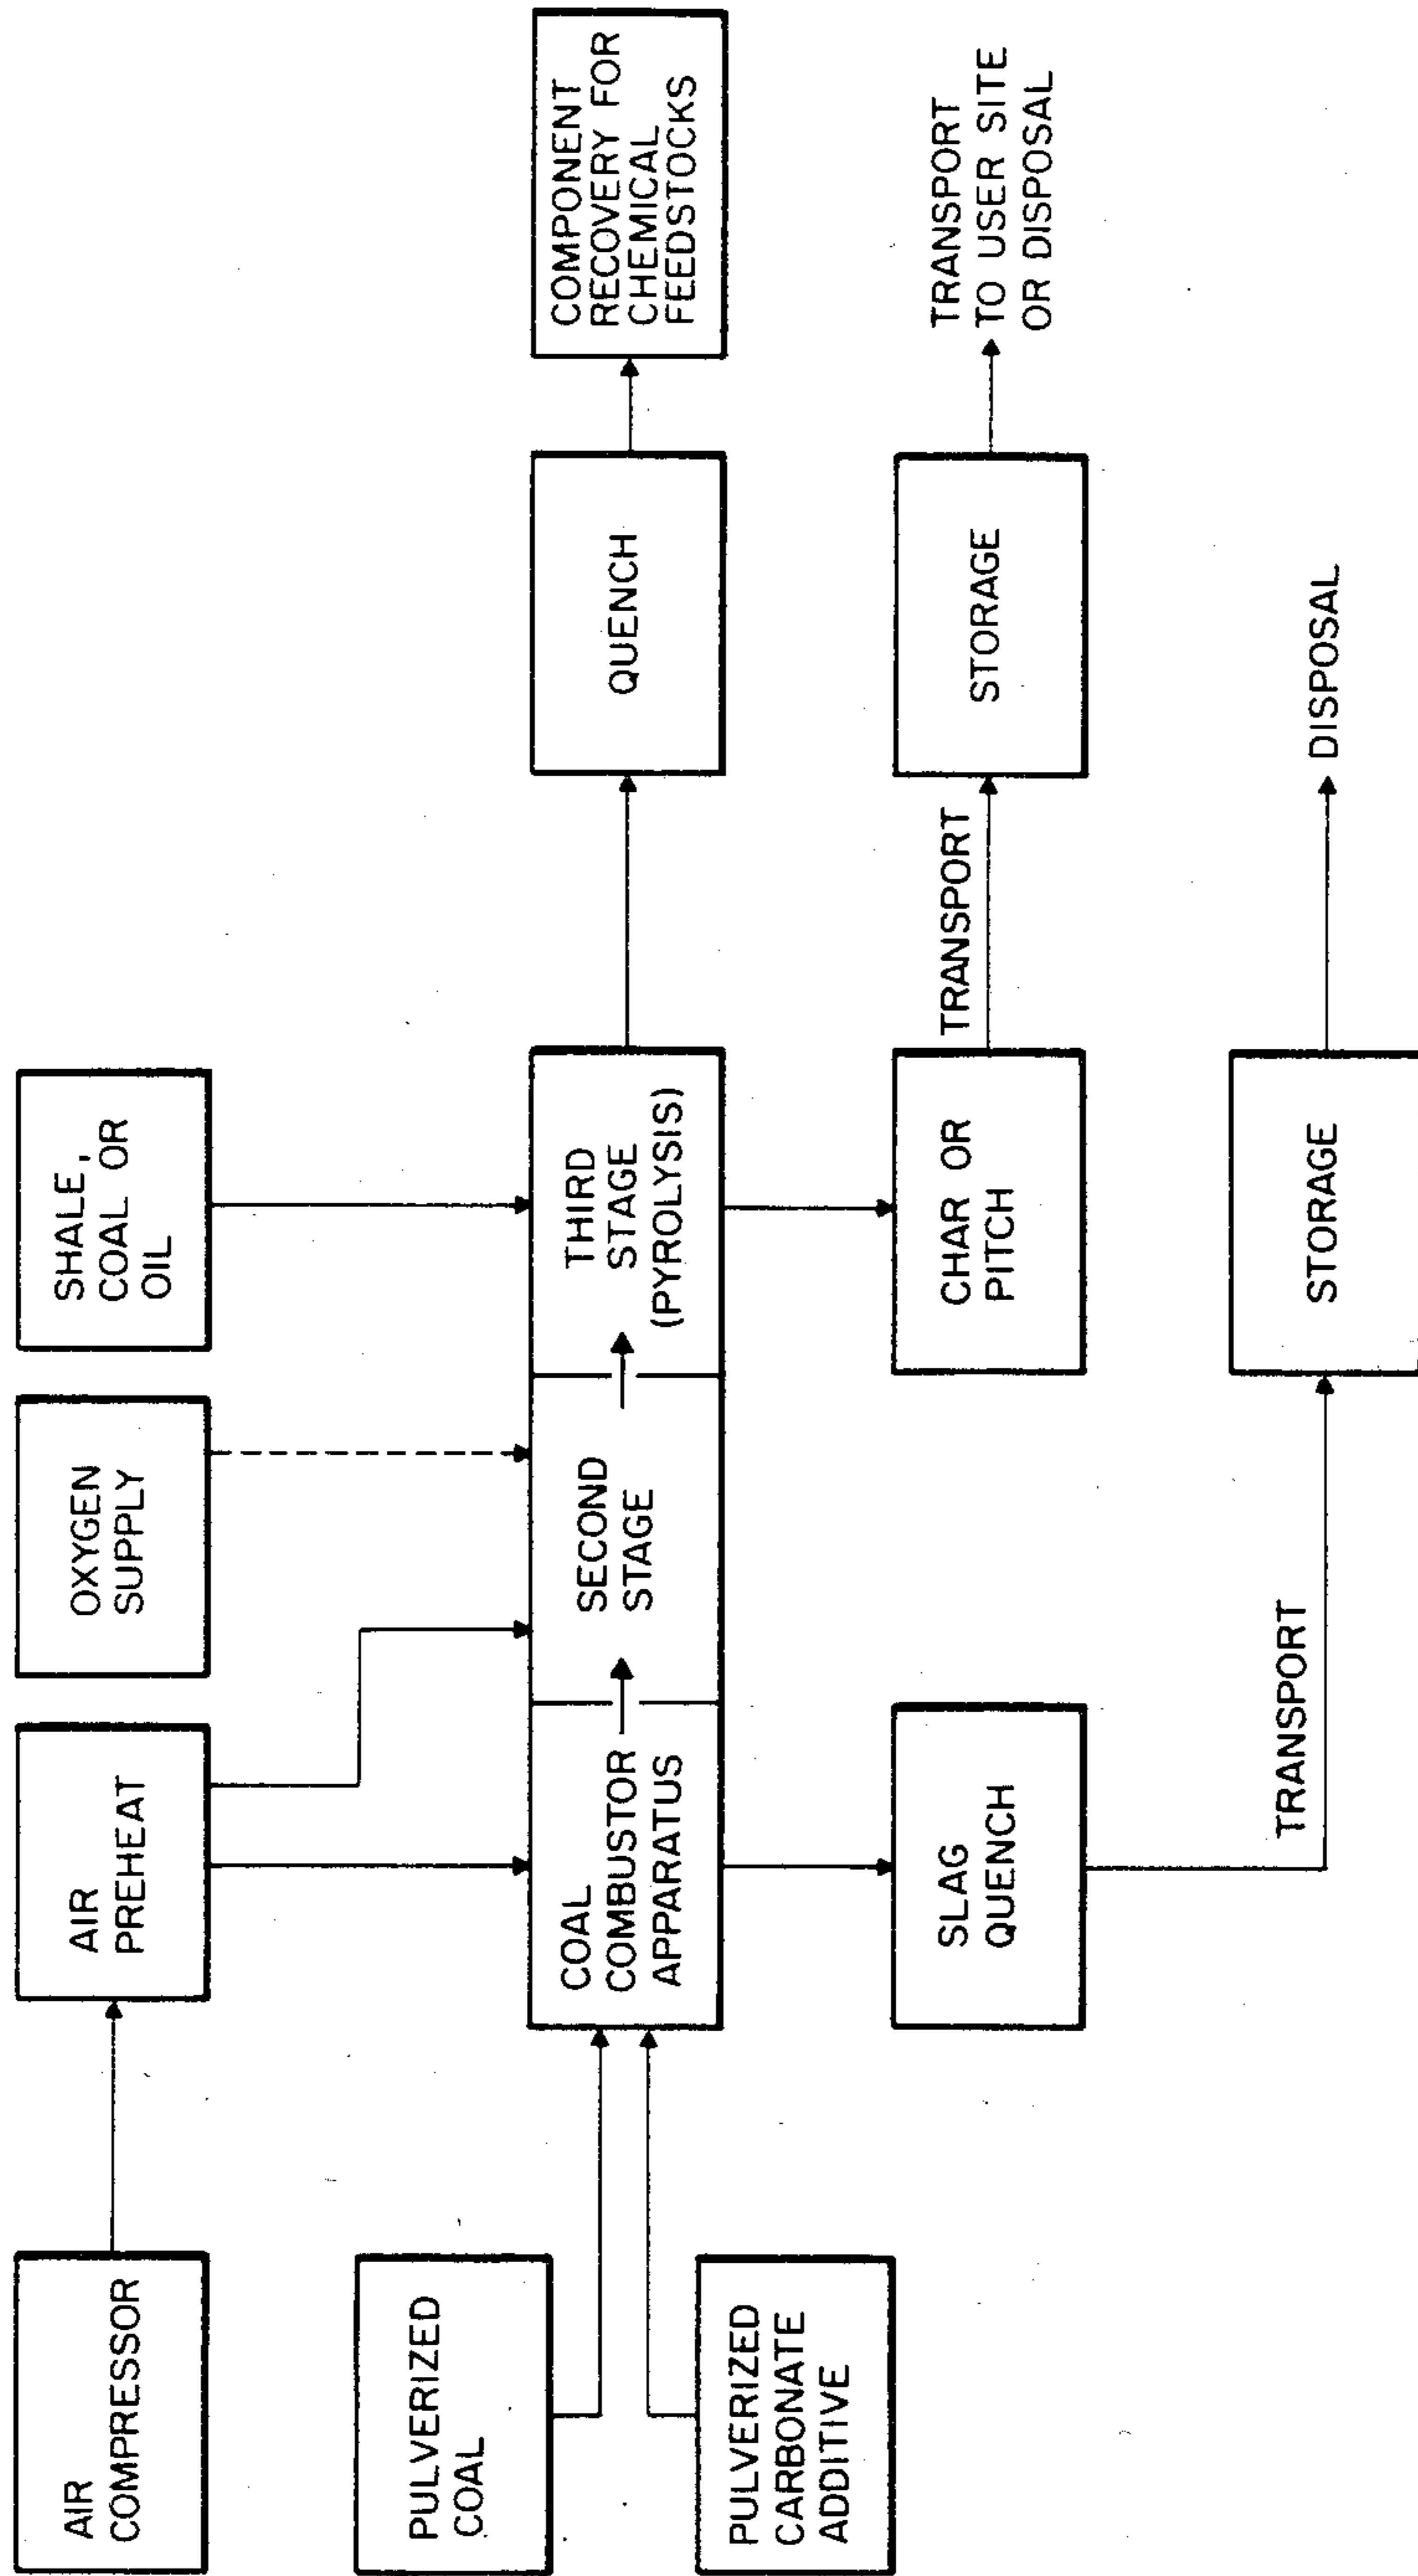 AIR
COMPRESSOR
AIR
PREHEAT
OXYGEN
SUPPLY
SHALE,
COAL OR
OIL
PULVERIZED
COAL
PULVERIZED
CARBONATE
ADDITIVE
COAL
COMBUSTOR
APPARATUS
SECOND
STAGE
THIRD
STAGE
(PYROLYSIS)
QUENCH
COMPONENT
RECOVERY FOR
CHEMICAL
FEEDSTOCKS
SLAG
QUENCH
CHAR OR
PITCH
TRANSPORT
STORAGE
TRANSPORT
TO USER SITE
OR DISPOSAL
TRANSPORT
STORAGE
DISPOSAL